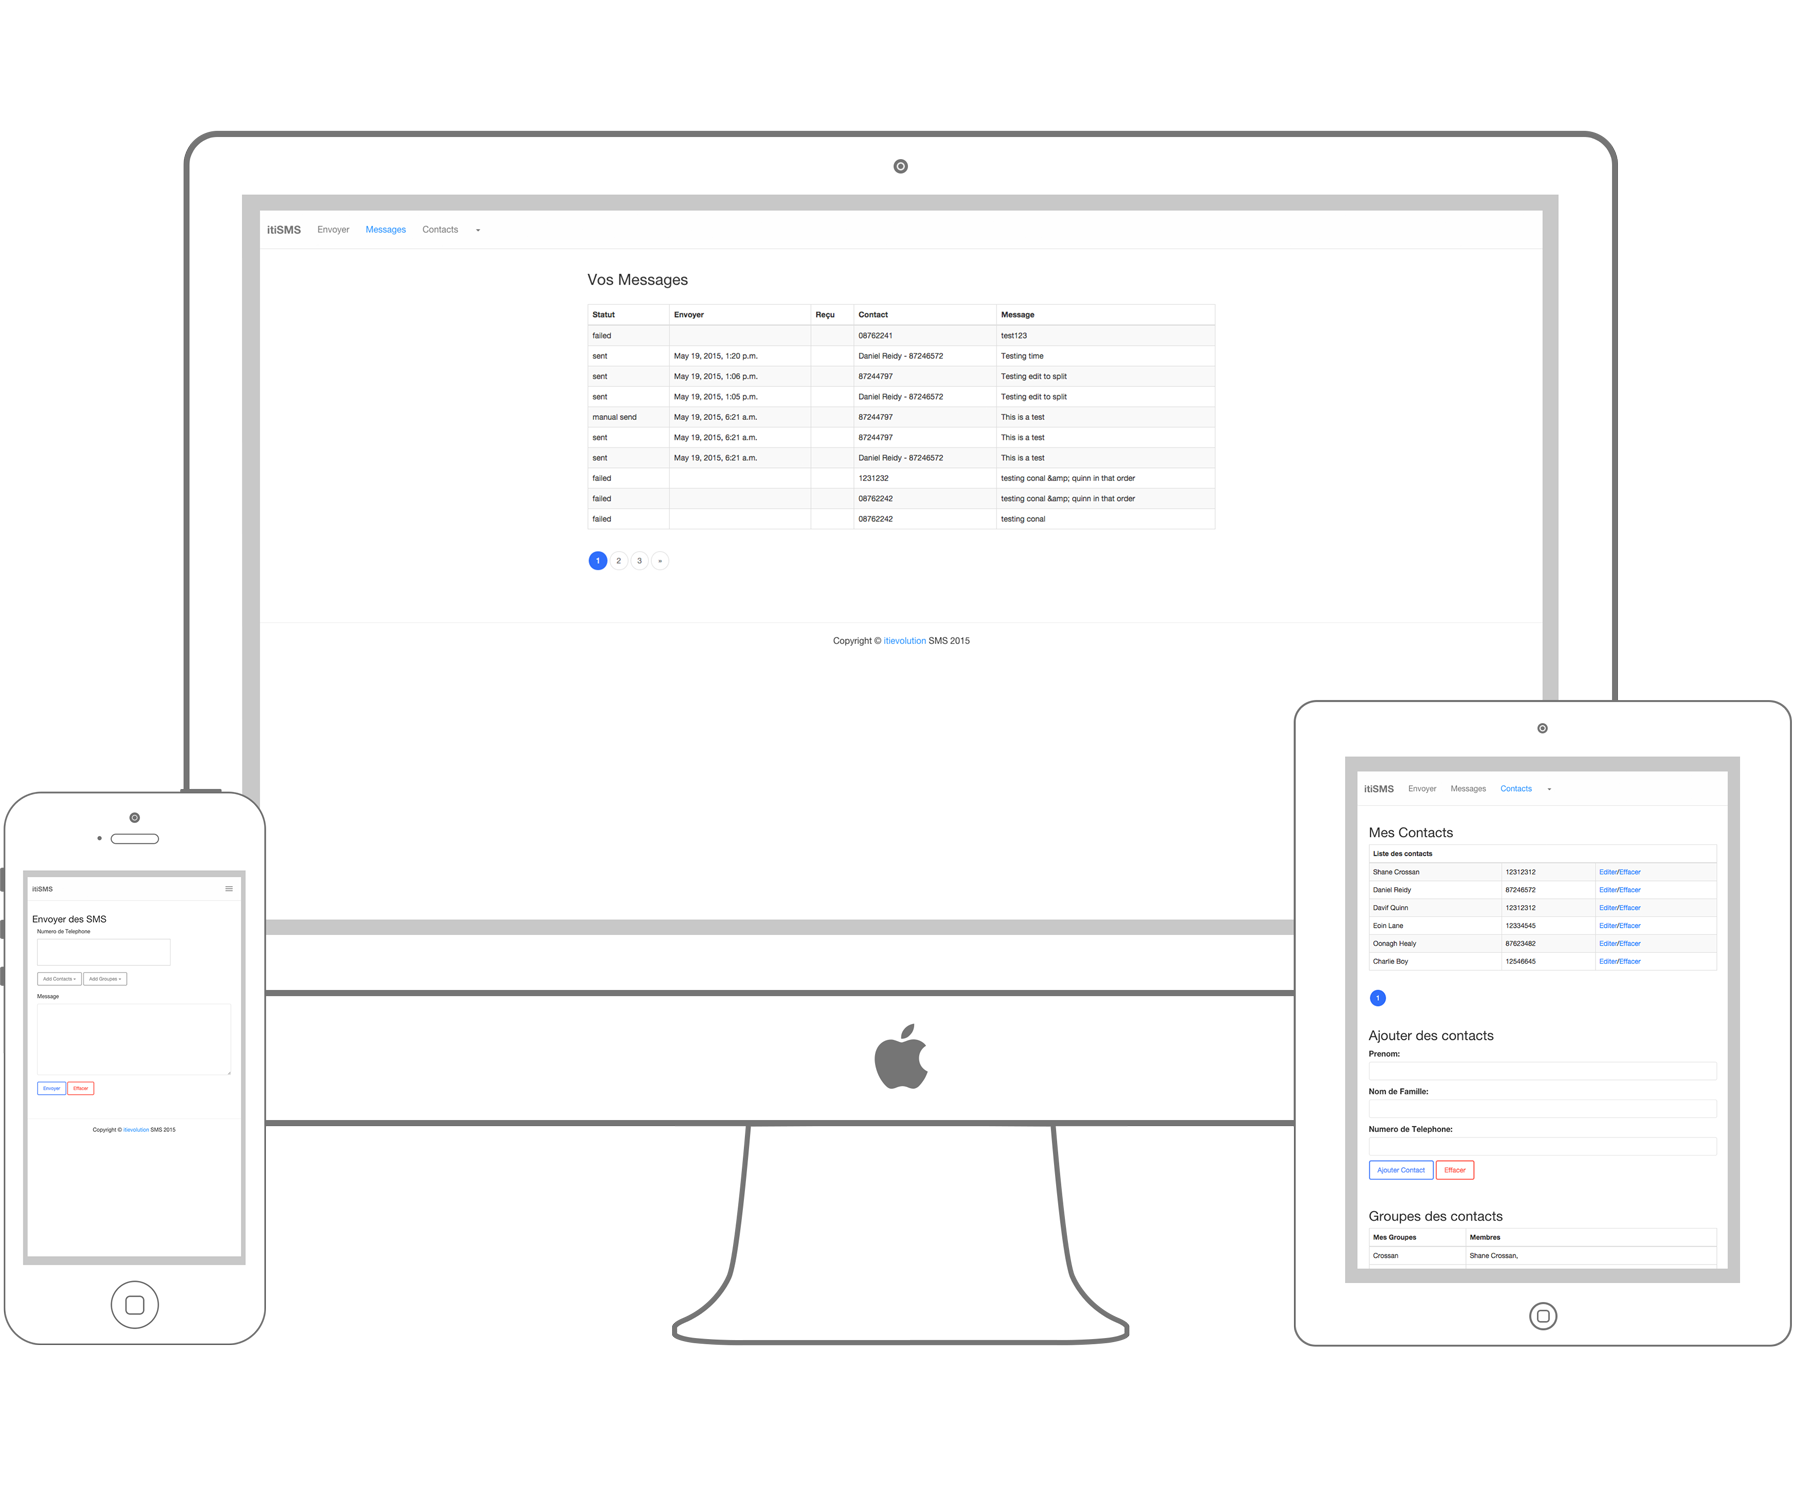 itiSMS Envoyer Messages Contacts
Vos Messages
Statut Envoyer Reçu Contact Message
failed 08762241 test123
sent May 19, 2015, 1:20 p.m. Daniel Reidy - 87246572 Testing time
sent May 19, 2015, 1:06 p.m. 87244797 Testing edit to split
sent May 19, 2015, 1:05 p.m. Daniel Reidy - 87246572 Testing edit to split
manual send May 19, 2015, 6:21 a.m. 87244797 This is a test
sent May 19, 2015, 6:21 a.m. 87244797 This is a test
sent May 19, 2015, 6:21 a.m. Daniel Reidy - 87246572 This is a test
failed 1231232 testing conal &amp; quinn in that order
failed 08762242 testing conal &amp; quinn in that order
failed 08762242 testing conal
1 2 3 »
Copyright © itievolution SMS 2015
itiSMS
Envoyer des SMS
Numero de Telephone
Add Contacts + Add Groupes +
Message
Envoyer Effacer
Copyright © itievolution SMS 2015
itiSMS Envoyer Messages Contacts
Mes Contacts
Liste des contacts
Shane Crossan 12312312 Editer/Effacer
Daniel Reidy 87246572 Editer/Effacer
Davif Quinn 12312312 Editer/Effacer
Eoin Lane 12334545 Editer/Effacer
Oonagh Healy 87623482 Editer/Effacer
Charlie Boy 12546645 Editer/Effacer
1
Ajouter des contacts
Prenom:
Nom de Famille:
Numero de Telephone:
Ajouter Contact Effacer
Groupes des contacts
Mes Groupes Membres
Crossan Shane Crossan,